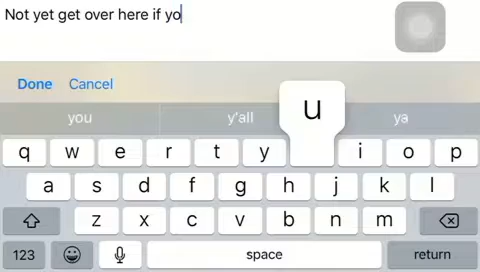 Not yet get over here if yo
Done Cancel
you y'all ya
u
q w e r t y i o p
a s d f g h j k l
z x c v b n m
123 space return